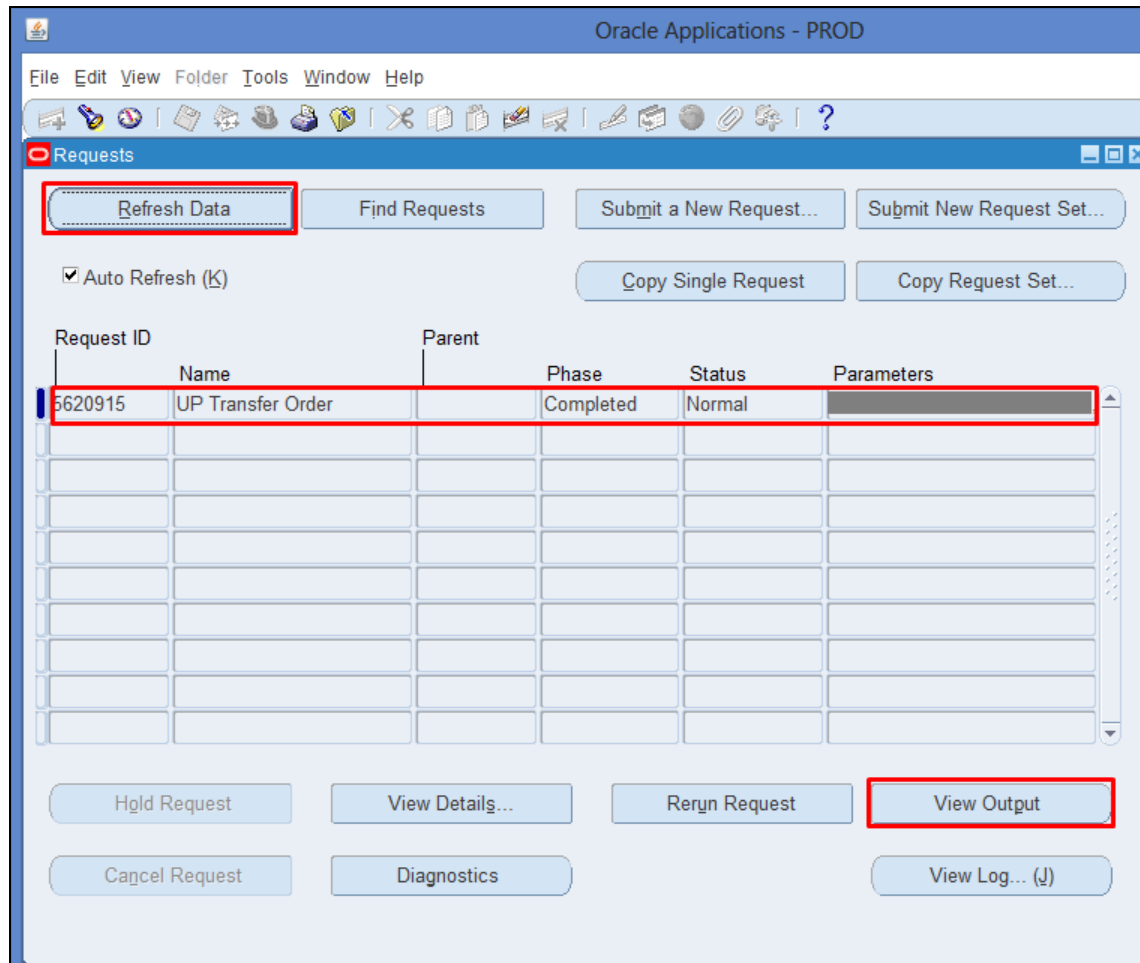 Oracle Applications - PROD
File Edit View Folder Tools Window Help
?
Requests
Refresh Data Find Requests Submit a New Request... Submit New Request Set...
Auto Refresh (K) Copy Single Request Copy Request Set...
Request ID Parent
Name Phase Status Parameters
5620915 UP Transfer Order Completed Normal
Hold Request View Details... Rerun Request View Output
Cancel Request Diagnostics View Log... (J)